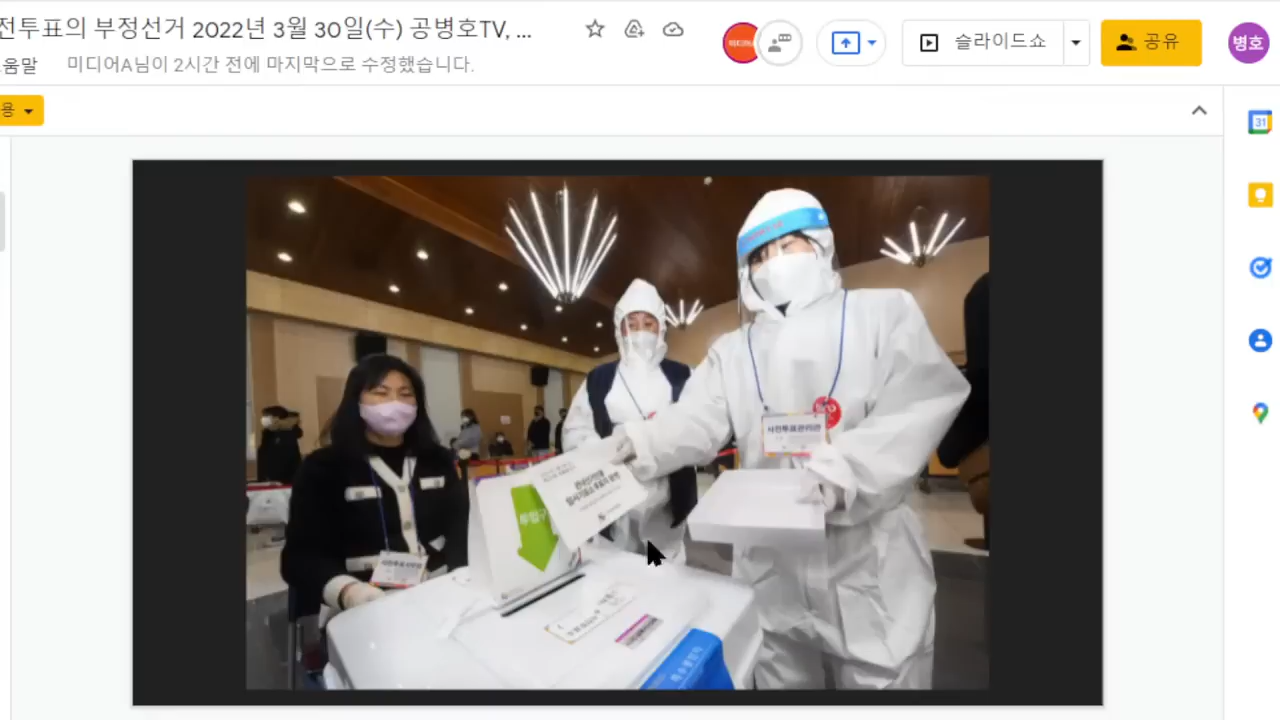 전투표의 부정선거 2022년 3월 30일(수) 공병호TV, ...
움말 미디어A님이 2시간 전에 마지막으로 수정했습니다.
슬라이드쇼
공유
병호
용
31
사전투표관리관
투입구